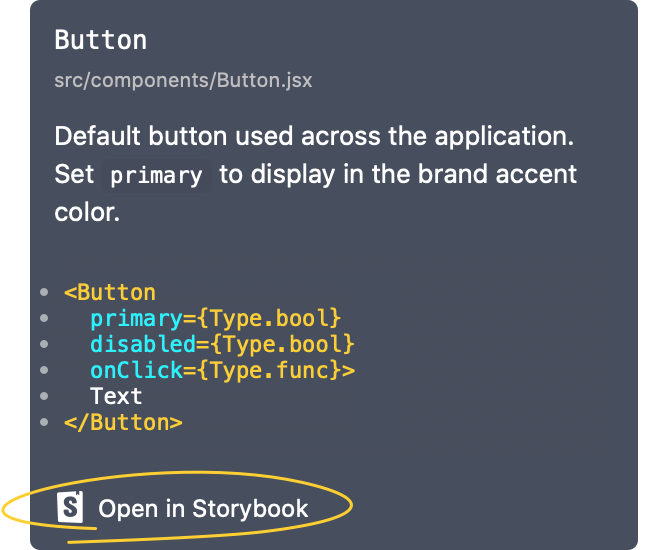 Button
src/components/Button.jsx
Default button used across the application.
Set primary to display in the brand accent
color.
<Button
primary={Type.bool}
disabled={Type.bool}
onClick={Type.func}>
Text
</Button>
S Open in Storybook